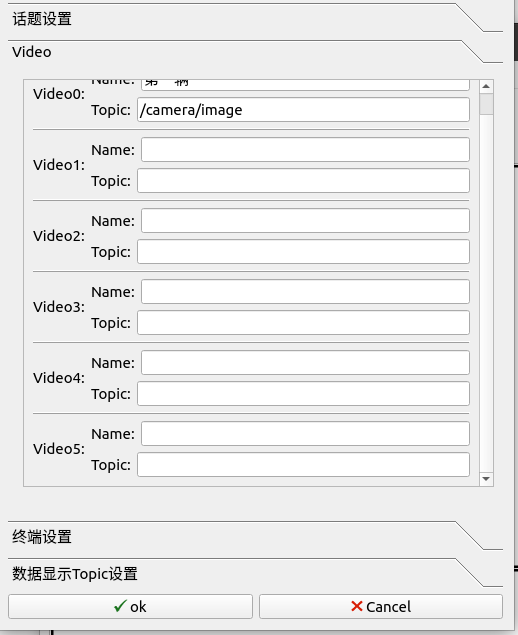 话题设置
Video
Video0:
Name:
Topic: /camera/image
Video1:
Name:
Topic:
Video2:
Name:
Topic:
Video3:
Name:
Topic:
Video4:
Name:
Topic:
Video5:
Name:
Topic:
终端设置
数据显示Topic设置
ok
Cancel